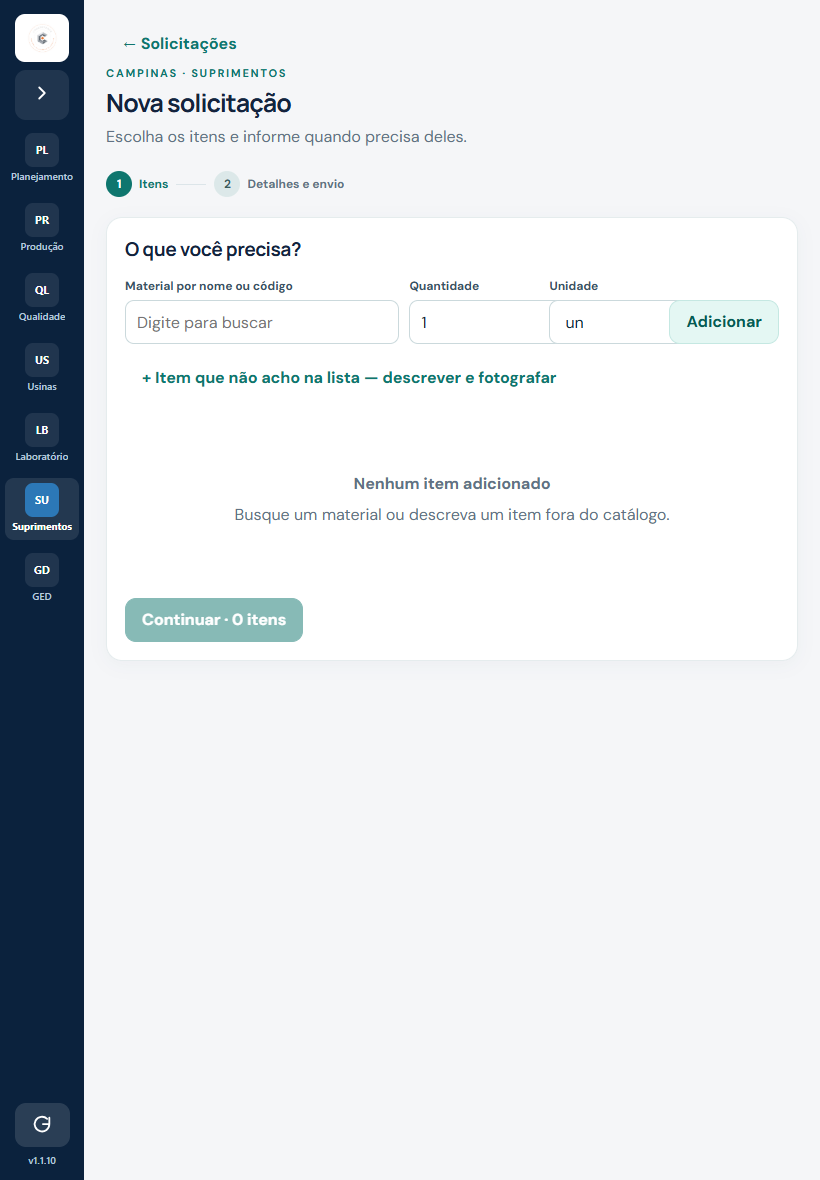 ← Solicitações
CAMPINAS · SUPRIMENTOS
Nova solicitação
Escolha os itens e informe quando precisa deles.
1 Itens 2 Detalhes e envio
O que você precisa?
Material por nome ou código Quantidade Unidade
Digite para buscar 1 un Adicionar
+ Item que não acho na lista — descrever e fotografar
Nenhum item adicionado
Busque um material ou descreva um item fora do catálogo.
Continuar · 0 itens
PL
Planejamento
PR
Produção
QL
Qualidade
US
Usinas
LB
Laboratório
SU
Suprimentos
GD
GED
v1.1.10